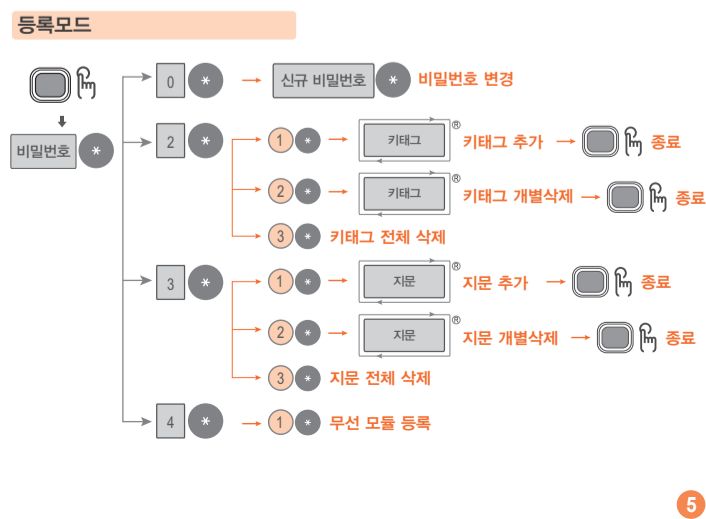 등록모드
비밀번호 *
0 * 신규 비밀번호 * 비밀번호 변경
2 * 1 * 키태그 ® 키태그 추가 종료
2 * 키태그 ® 키태그 개별삭제 종료
3 * 키태그 전체 삭제
3 * 1 * 지문 ® 지문 추가 종료
2 * 지문 ® 지문 개별삭제 종료
3 * 지문 전체 삭제
4 * 1 * 무선 모듈 등록
5